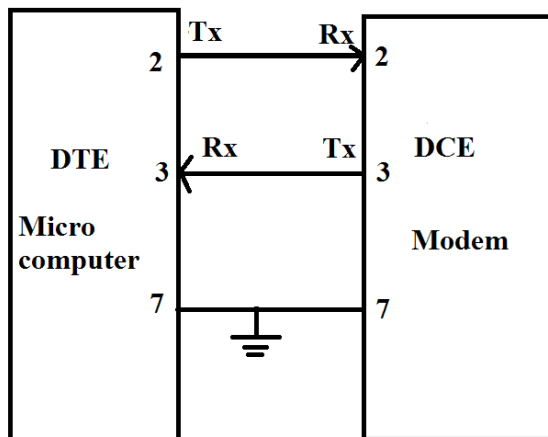 Tx Rx
2 2
DTE Rx Tx DCE
3 3
Micro
computer Modem
7 7